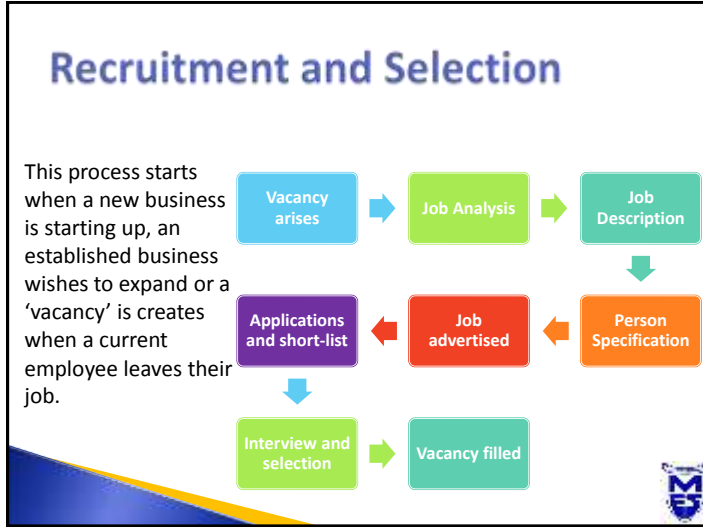 Recruitment and Selection
This process starts
when a new business
is starting up, an
established business
wishes to expand or a
‘vacancy’ is creates
when a current
employee leaves their
job.
Vacancy
arises
Job Analysis
Job
Description
Person
Specification
Job
advertised
Applications
and short-list
Interview and
selection
Vacancy filled